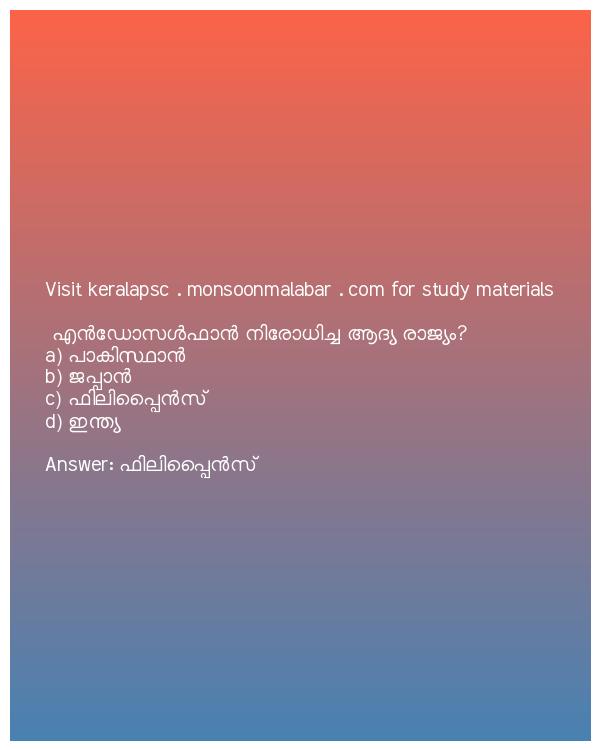 Visit keralapsc . monsoonmalabar . com for study materials
എൻഡോസൾഫാൻ നിരോധിച്ച ആദ്യ രാജ്യം?
a) പാകിസ്ഥാൻ
b) ജപ്പാൻ
c) ഫിലിപ്പൈൻസ്
d) ഇന്ത്യ
Answer: ഫിലിപ്പൈൻസ്